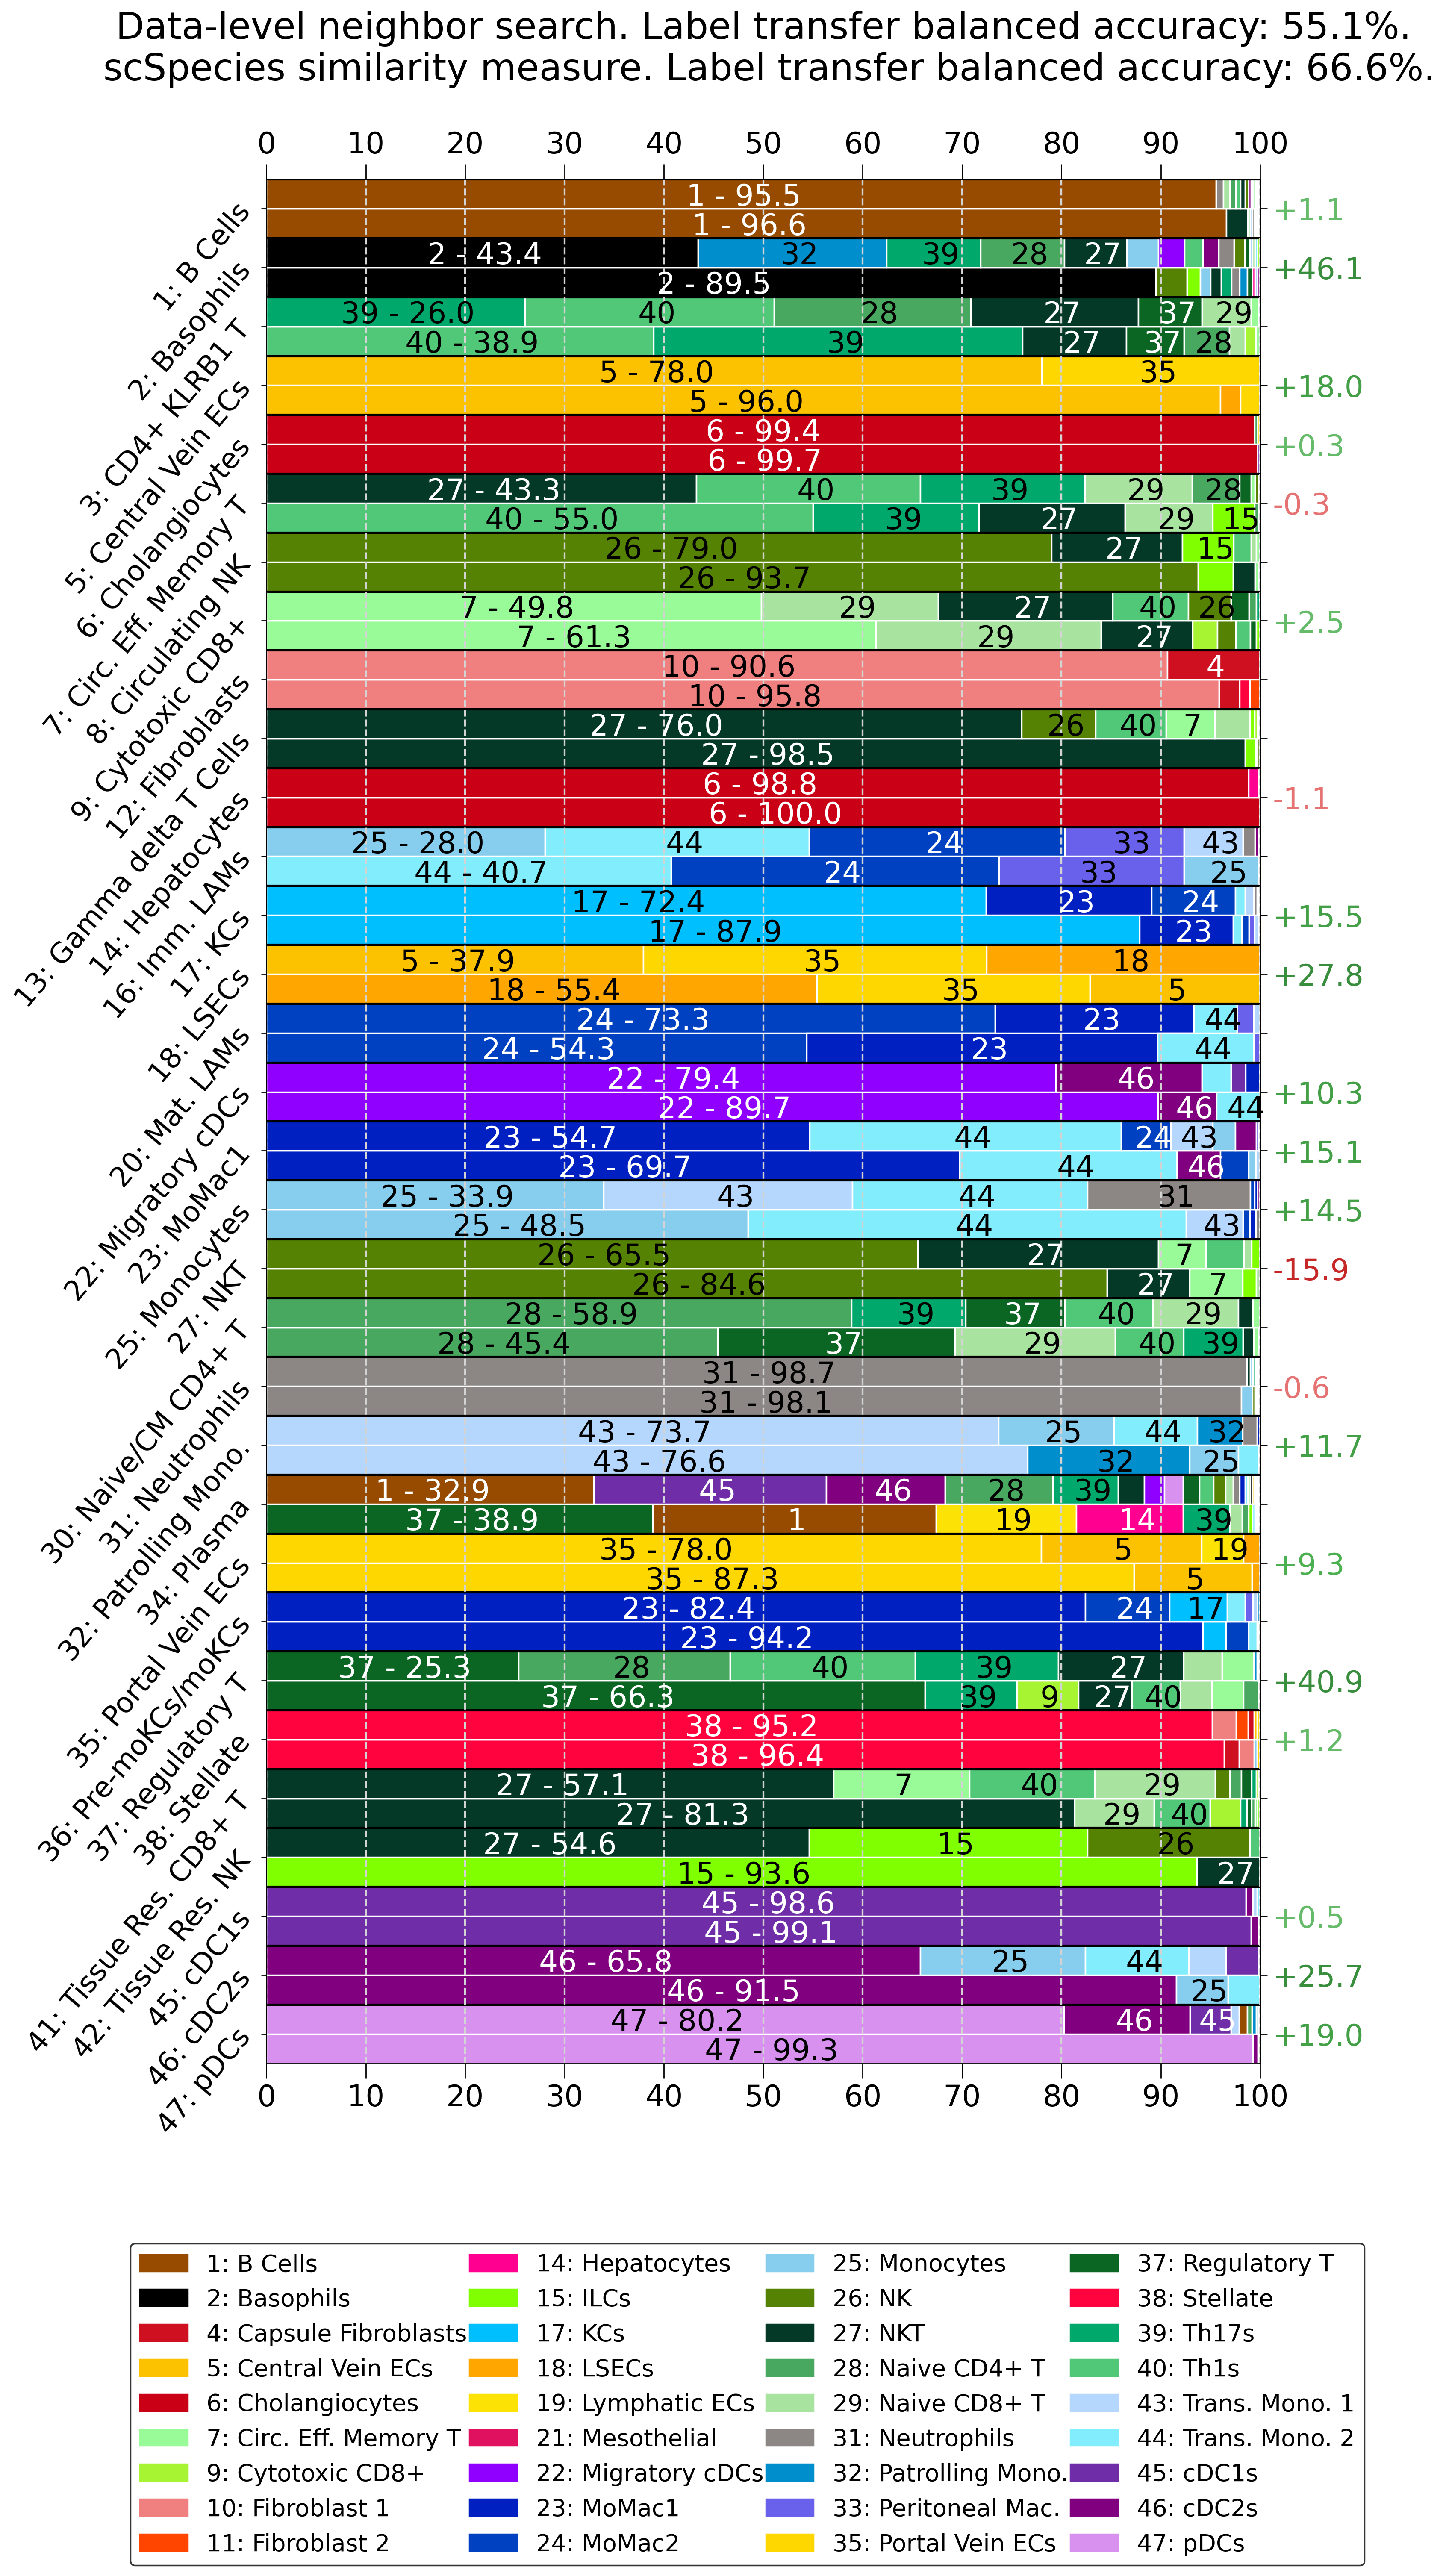 Data-level neighbor search. Label transfer balanced accuracy: 55.1%.
scSpecies similarity measure. Label transfer balanced accuracy: 66.6%.
0 10 20 30 40 50 60 70 80 90 100
1: B Cells
1 - 95.5
1 - 96.6
+1.1
2: Basophils
2 - 43.4 32 39 28 27
2 - 89.5
+46.1
3: CD4+ KLRB1 T
39 - 26.0 40 28 27 37 29
40 - 38.9 39 27 37 28
5: Central Vein ECs
5 - 78.0 35
5 - 96.0
+18.0
6: Cholangiocytes
6 - 99.4
6 - 99.7
+0.3
7: Circ. Eff. Memory T
27 - 43.3 40 39 29 28
40 - 55.0 39 27 29 15
-0.3
8: Circulating NK
26 - 79.0 27 15
26 - 93.7
9: Cytotoxic CD8+
7 - 49.8 29 27 40 26
7 - 61.3 29 27
+2.5
12: Fibroblasts
10 - 90.6 4
10 - 95.8
13: Gamma delta T Cells
27 - 76.0 26 40 7
27 - 98.5
14: Hepatocytes
6 - 98.8
6 - 100.0
-1.1
16: Imm. LAMs
25 - 28.0 44 24 33 43
44 - 40.7 24 33 25
17: KCs
17 - 72.4 23 24
17 - 87.9 23
+15.5
18: LSECs
5 - 37.9 35 18
18 - 55.4 35 5
+27.8
20: Mat. LAMs
24 - 73.3 23 44
24 - 54.3 23 44
22: Migratory cDCs
22 - 79.4 46
22 - 89.7 46 44
+10.3
23: MoMac1
23 - 54.7 44 24 43
23 - 69.7 44 46
+15.1
25: Monocytes
25 - 33.9 43 44 31
25 - 48.5 44 43
+14.5
27: NKT
26 - 65.5 27 7
26 - 84.6 27 7
-15.9
30: Naive/CM CD4+ T
28 - 58.9 39 37 40 29
28 - 45.4 37 29 40 39
31: Neutrophils
31 - 98.7
31 - 98.1
-0.6
32: Patrolling Mono.
43 - 73.7 25 44 32
43 - 76.6 32 25
+11.7
34: Plasma
1 - 32.9 45 46 28 39
37 - 38.9 1 19 14 39
35: Portal Vein ECs
35 - 78.0 5 19
35 - 87.3 5
+9.3
36: Pre-moKCs/moKCs
23 - 82.4 24 17
23 - 94.2
37: Regulatory T
37 - 25.3 28 40 39 27
37 - 66.3 39 9 27 40
+40.9
38: Stellate
38 - 95.2
38 - 96.4
+1.2
41: Tissue Res. CD8+ T
27 - 57.1 7 40 29
27 - 81.3 29 40
42: Tissue Res. NK
27 - 54.6 15 26
15 - 93.6 27
45: cDC1s
45 - 98.6
45 - 99.1
+0.5
46: cDC2s
46 - 65.8 25 44
46 - 91.5 25
+25.7
47: pDCs
47 - 80.2 46 45
47 - 99.3
+19.0
0 10 20 30 40 50 60 70 80 90 100
1: B Cells
2: Basophils
4: Capsule Fibroblasts
5: Central Vein ECs
6: Cholangiocytes
7: Circ. Eff. Memory T
9: Cytotoxic CD8+
10: Fibroblast 1
11: Fibroblast 2
14: Hepatocytes
15: ILCs
17: KCs
18: LSECs
19: Lymphatic ECs
21: Mesothelial
22: Migratory cDCs
23: MoMac1
24: MoMac2
25: Monocytes
26: NK
27: NKT
28: Naive CD4+ T
29: Naive CD8+ T
31: Neutrophils
32: Patrolling Mono.
33: Peritoneal Mac.
35: Portal Vein ECs
37: Regulatory T
38: Stellate
39: Th17s
40: Th1s
43: Trans. Mono. 1
44: Trans. Mono. 2
45: cDC1s
46: cDC2s
47: pDCs